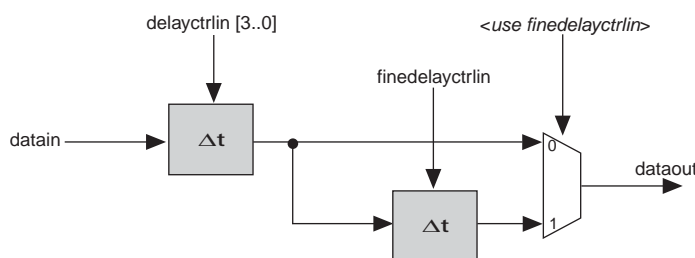 delayctrlin [3..0]
<use finedelayctrlin>
finedelayctrlin
datain
Δt
0
dataout
Δt
1